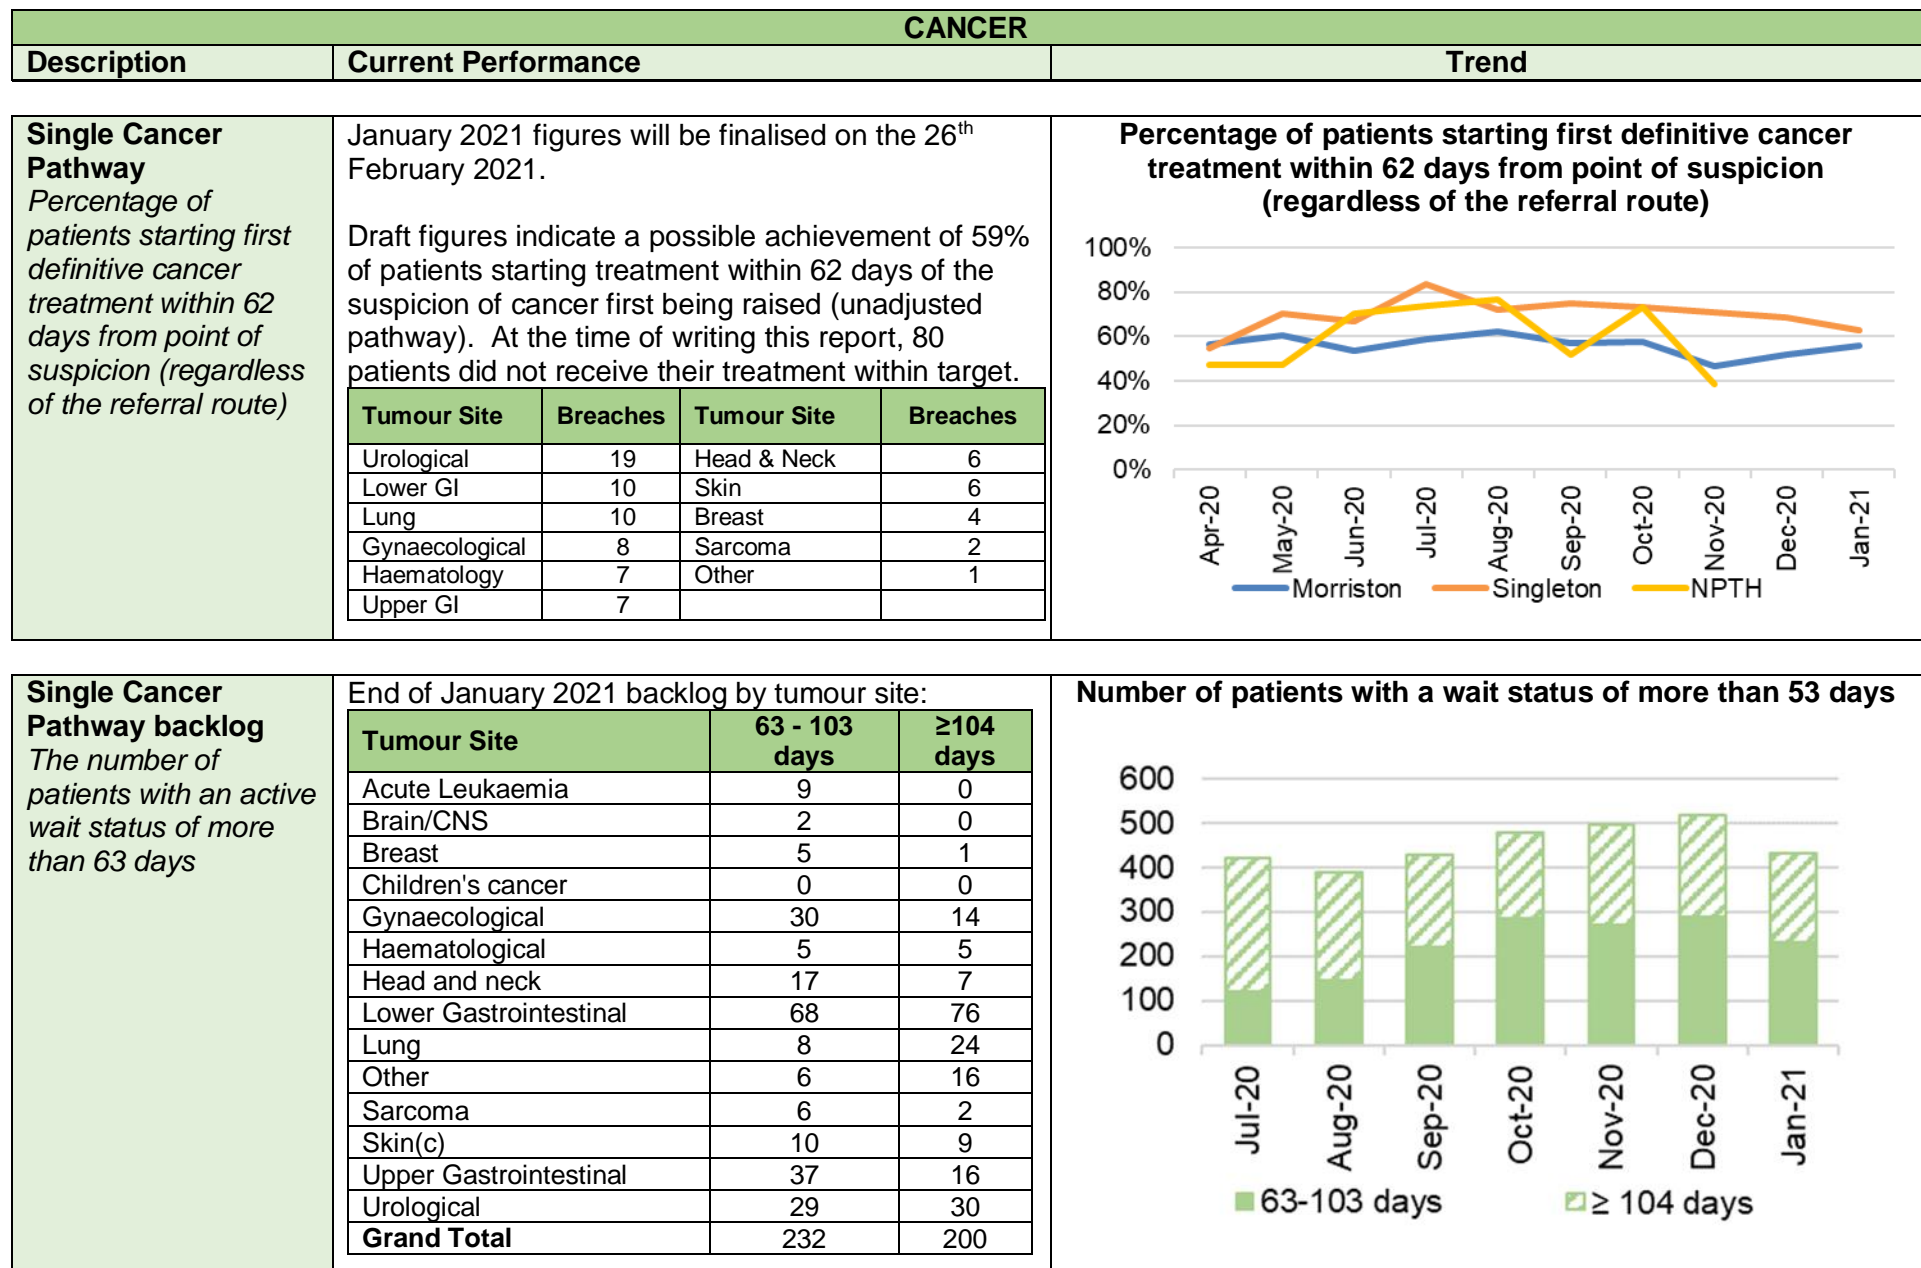 CANCER
Description Current Performance Trend
Single Cancer
Pathway
Percentage of
patients starting first
definitive cancer
treatment within 62
days from point of
suspicion (regardless
of the referral route)
January 2021 figures will be finalised on the 26th
February 2021.
Draft figures indicate a possible achievement of 59%
of patients starting treatment within 62 days of the
suspicion of cancer first being raised (unadjusted
pathway). At the time of writing this report, 80
patients did not receive their treatment within target.
Tumour Site Breaches Tumour Site Breaches
Urological 19 Head & Neck 6
Lower GI 10 Skin 6
Lung 10 Breast 4
Gynaecological 8 Sarcoma 2
Haematology 7 Other 1
Upper GI 7
Percentage of patients starting first definitive cancer
treatment within 62 days from point of suspicion
(regardless of the referral route)
100%
80%
60%
40%
20%
0%
Apr-20 May-20 Jun-20 Jul-20 Aug-20 Sep-20 Oct-20 Nov-20 Dec-20 Jan-21
Morriston Singleton NPTH
Single Cancer
Pathway backlog
The number of
patients with an active
wait status of more
than 63 days
End of January 2021 backlog by tumour site:
Tumour Site 63 - 103 days ≥104 days
Acute Leukaemia 9 0
Brain/CNS 2 0
Breast 5 1
Children's cancer 0 0
Gynaecological 30 14
Haematological 5 5
Head and neck 17 7
Lower Gastrointestinal 68 76
Lung 8 24
Other 6 16
Sarcoma 6 2
Skin(c) 10 9
Upper Gastrointestinal 37 16
Urological 29 30
Grand Total 232 200
Number of patients with a wait status of more than 53 days
600
500
400
300
200
100
0
Jul-20 Aug-20 Sep-20 Oct-20 Nov-20 Dec-20 Jan-21
63-103 days ≥ 104 days